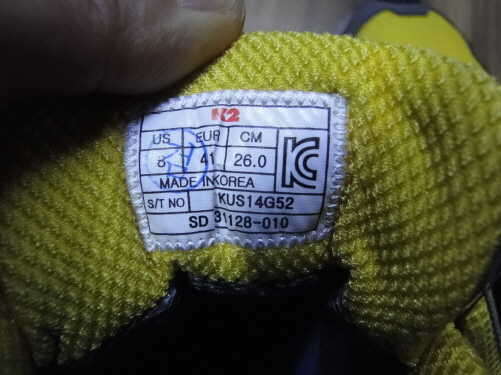 K2
US EUR CM
8 41 26.0
MADE IN KOREA
S/T NO KUS14G52
SD 31128-010